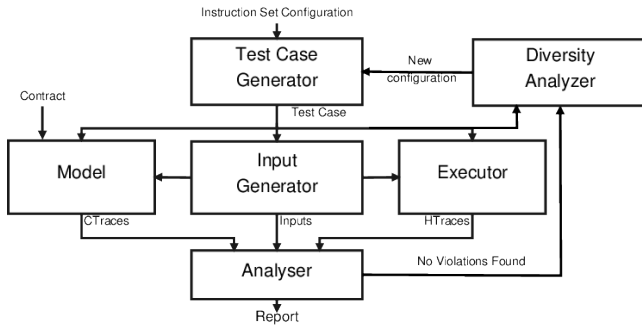 Instruction Set Configuration
Test Case
Generator
New
configuration
Diversity
Analyzer
Contract
Test Case
Model
Input
Generator
Executor
CTraces
Inputs
HTraces
Analyser
No Violations Found
Report